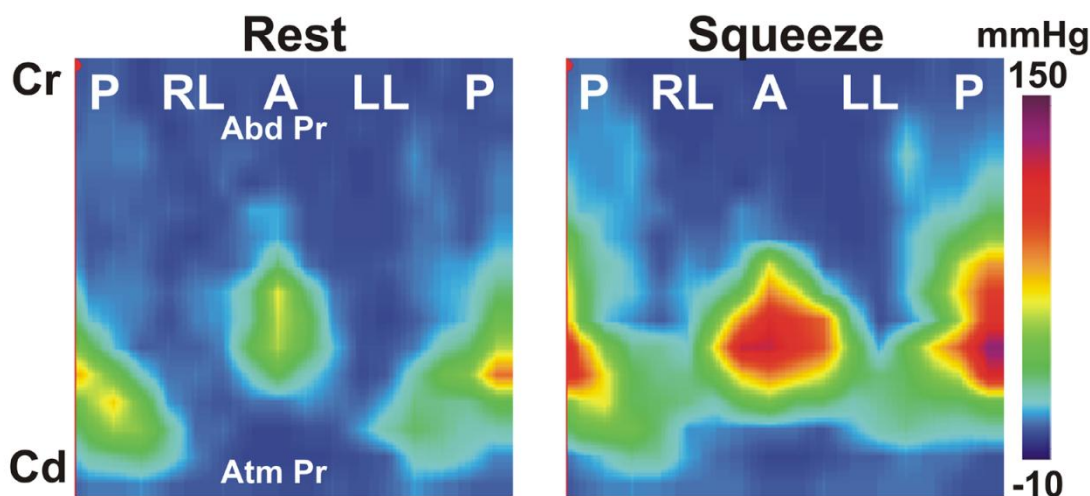 Rest
Squeeze
mmHg
150
Cr
P RL A LL P
P RL A LL P
Abd Pr
Cd
Atm Pr
-10